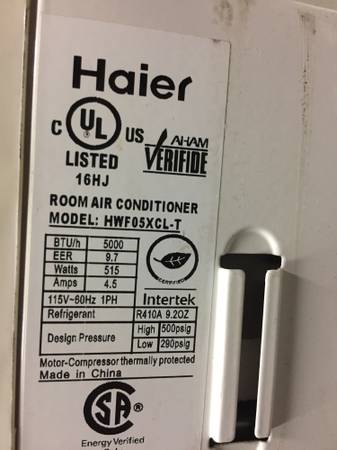 Haier
C UL US
LISTED
16HJ
AHAM
VERIFIDE
ROOM AIR CONDITIONER
MODEL: HWF05XCL-T
BTU/h 5000
EER 9.7
Watts 515
Amps 4.5
115V~60Hz 1PH
CERTIFIED
Intertek
Refrigerant R410A 9.2OZ
Design Pressure High 500psig
Low 290psig
Motor-Compressor thermally protected
Made in China
SA
Energy Verified